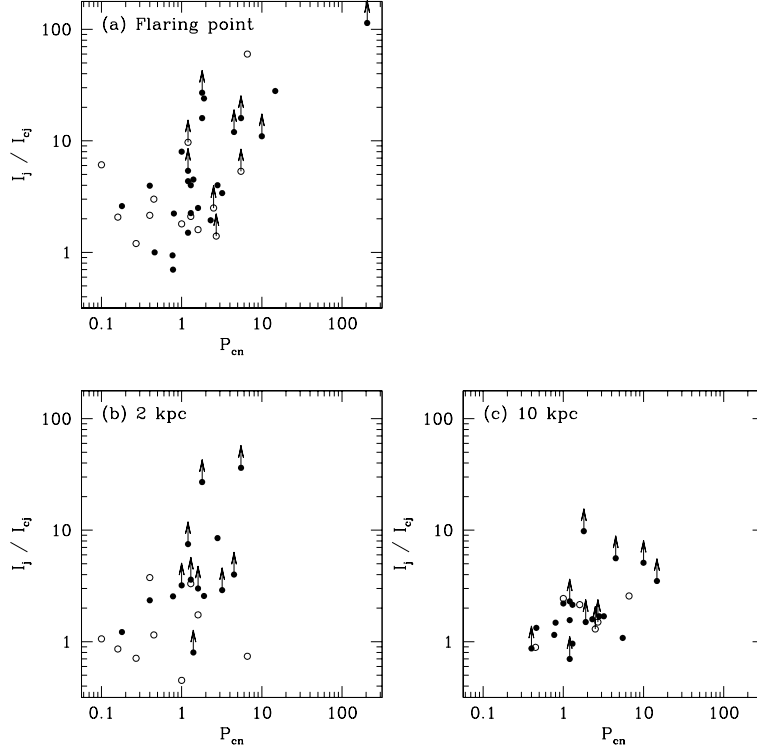 (a) Flaring point
100
10
1
I_j / I_cj
0.1 1 10 100
P_cn
(b) 2 kpc
100
10
1
I_j / I_cj
0.1 1 10 100
P_cn
(c) 10 kpc
100
10
1
I_j / I_cj
0.1 1 10 100
P_cn